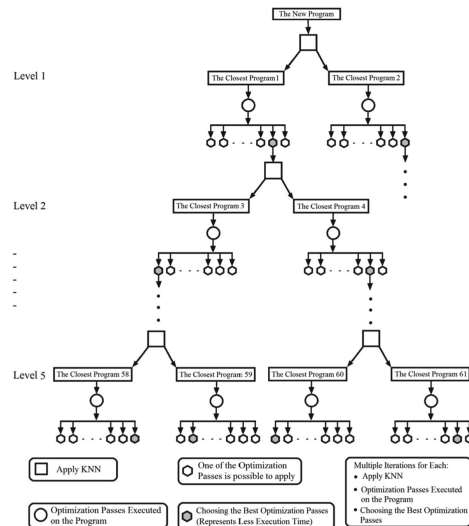 The New Program
Level 1
The Closest Program1
The Closest Program 2
Level 2
The Closest Program 3
The Closest Program 4
Level 5
The Closest Program 58
The Closest Program 59
The Closest Program 60
The Closest Program 61
Apply KNN
One of the Optimization
Passes is possible to
apply
Multiple Iterations for Each:
• Apply KNN
• Optimization Passes Executed
on the Program
• Choosing the Best Optimization
Passes
Optimization Passes Executed
on the Program
Choosing the Best Optimization Passes
(Represents Less Execution Time)